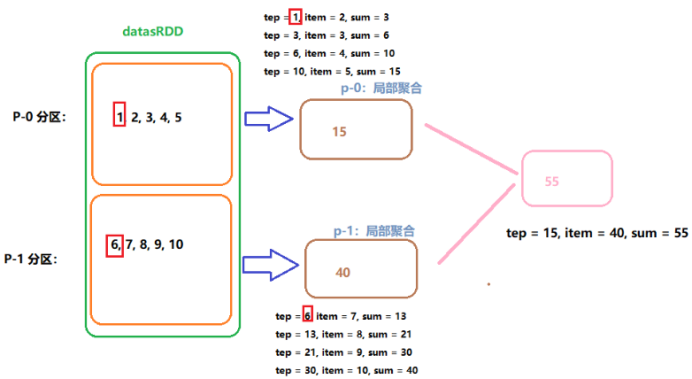 datasRDD
tep = 1, item = 2, sum = 3
tep = 3, item = 3, sum = 6
tep = 6, item = 4, sum = 10
tep = 10, item = 5, sum = 15
P-0 分区：
1, 2, 3, 4, 5
p-0：局部聚合
15
55
tep = 15, item = 40, sum = 55
P-1 分区：
6, 7, 8, 9, 10
p-1：局部聚合
40
tep = 6, item = 7, sum = 13
tep = 13, item = 8, sum = 21
tep = 21, item = 9, sum = 30
tep = 30, item = 10, sum = 40